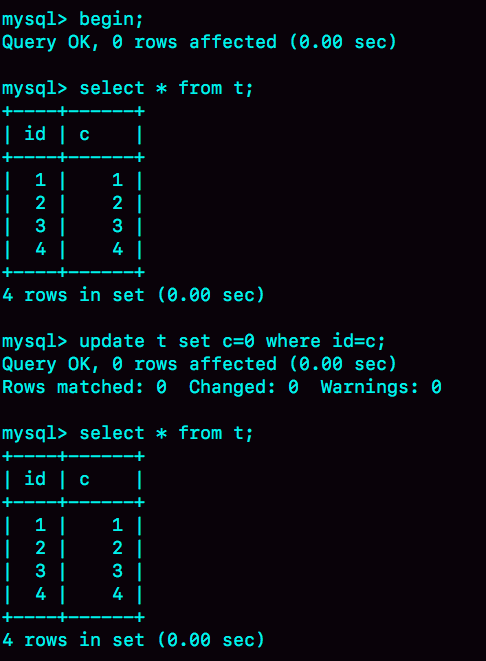 mysql> begin;
Query OK, 0 rows affected (0.00 sec)
mysql> select * from t;
+----+------+
| id | c    |
+----+------+
|  1 |    1 |
|  2 |    2 |
|  3 |    3 |
|  4 |    4 |
+----+------+
4 rows in set (0.00 sec)
mysql> update t set c=0 where id=c;
Query OK, 0 rows affected (0.00 sec)
Rows matched: 0  Changed: 0  Warnings: 0
mysql> select * from t;
+----+------+
| id | c    |
+----+------+
|  1 |    1 |
|  2 |    2 |
|  3 |    3 |
|  4 |    4 |
+----+------+
4 rows in set (0.00 sec)